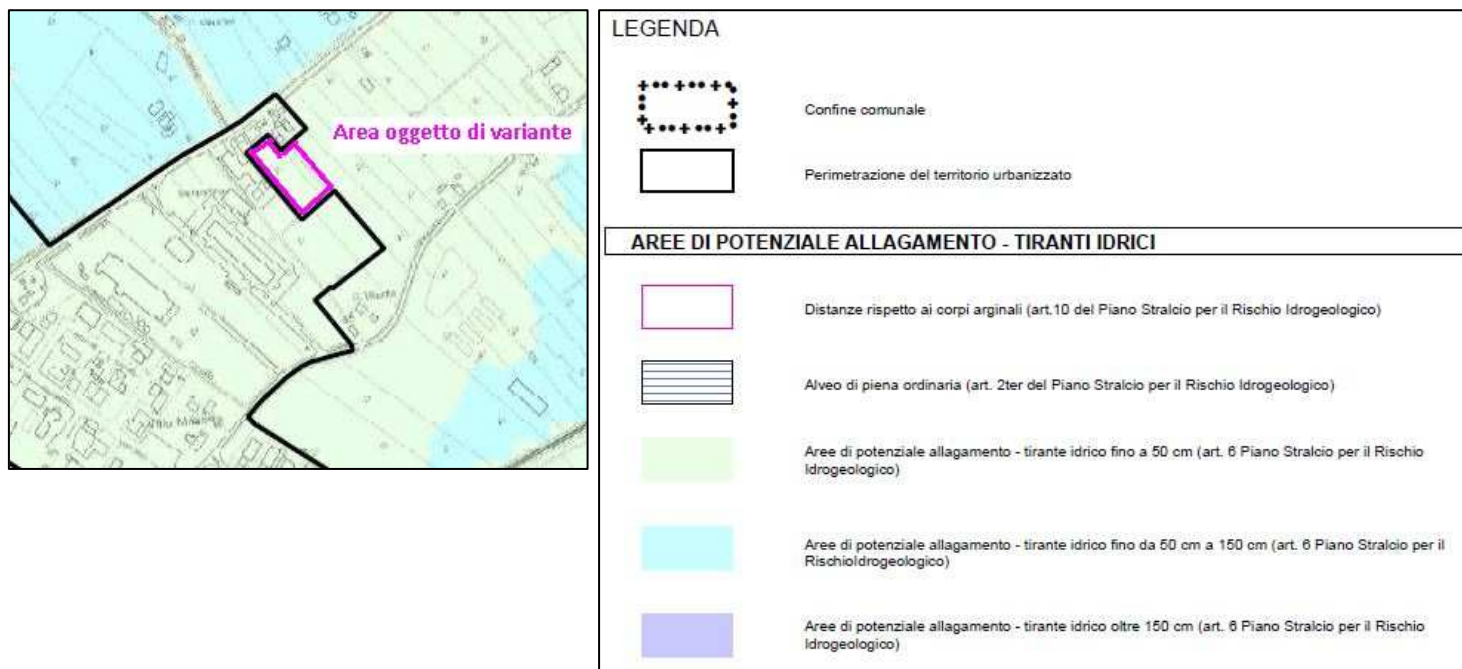 Area oggetto di variante
LEGENDA
Confine comunale
Perimetrazione del territorio urbanizzato
AREE DI POTENZIALE ALLAGAMENTO - TIRANTI IDRICI
Distanze rispetto ai corpi arginali (art.10 del Piano Stralcio per il Rischio Idrogeologico)
Alveo di piena ordinaria (art. 2ter del Piano Stralcio per il Rischio Idrogeologico)
Aree di potenziale allagamento - tirante idrico fino a 50 cm (art. 6 Piano Stralcio per il Rischio
Idrogeologico)
Aree di potenziale allagamento - tirante idrico fino da 50 cm a 150 cm (art. 6 Piano Stralcio per il
RischioIdrogeologico)
Aree di potenziale allagamento - tirante idrico oltre 150 cm (art. 6 Piano Stralcio per il Rischio
Idrogeologico)